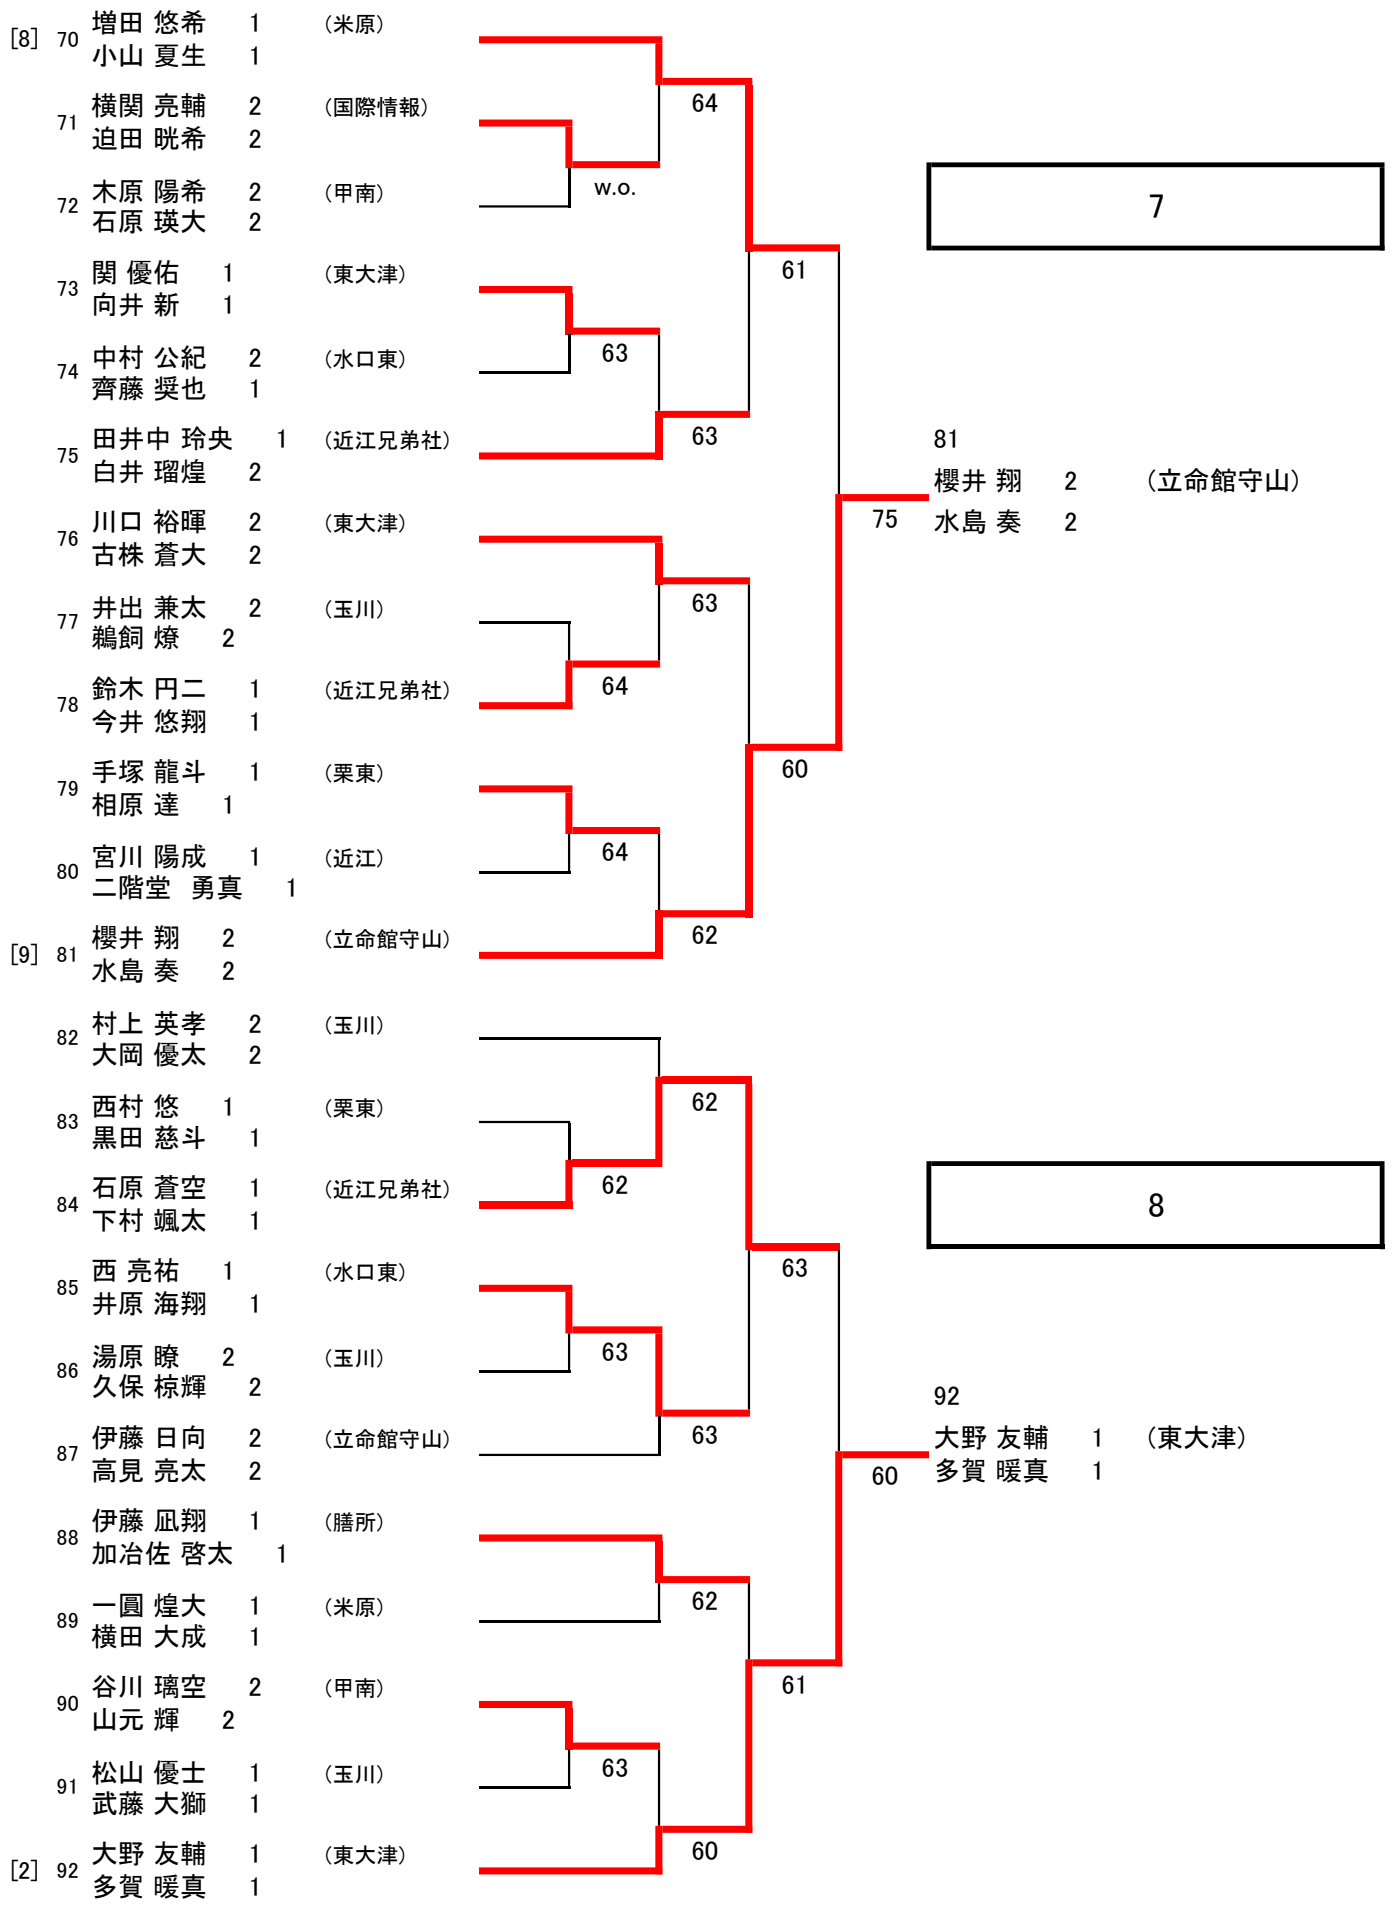 [8] 70 増田 悠希 1 (米原)
小山 夏生 1
64
71 横関 亮輔 2 (国際情報)
迫田 晄希 2
w.o.
72 木原 陽希 2 (甲南)
石原 瑛大 2
7
61
73 関 優佑 1 (東大津)
向井 新 1
63
74 中村 公紀 2 (水口東)
齊藤 奨也 1
63
75 田井中 玲央 1 (近江兄弟社)
白井 瑠煌 2
81
櫻井 翔 2 (立命館守山)
水島 奏 2
75
76 川口 裕暉 2 (東大津)
古株 蒼大 2
63
77 井出 兼太 2 (玉川)
鵜飼 燎 2
64
78 鈴木 円二 1 (近江兄弟社)
今井 悠翔 1
60
79 手塚 龍斗 1 (栗東)
相原 達 1
64
80 宮川 陽成 1 (近江)
二階堂 勇真 1
62
[9] 81 櫻井 翔 2 (立命館守山)
水島 奏 2
82 村上 英孝 2 (玉川)
大岡 優太 2
62
83 西村 悠 1 (栗東)
黒田 慈斗 1
62
84 石原 蒼空 1 (近江兄弟社)
下村 颯太 1
8
63
85 西 亮祐 1 (水口東)
井原 海翔 1
63
86 湯原 瞭 2 (玉川)
久保 椋輝 2
63
87 伊藤 日向 2 (立命館守山)
高見 亮太 2
92
大野 友輔 1 (東大津)
多賀 暖真 1
60
88 伊藤 凪翔 1 (膳所)
加冶佐 啓太 1
62
89 一圓 煌大 1 (米原)
横田 大成 1
61
90 谷川 璃空 2 (甲南)
山元 輝 2
63
91 松山 優士 1 (玉川)
武藤 大獅 1
60
[2] 92 大野 友輔 1 (東大津)
多賀 暖真 1